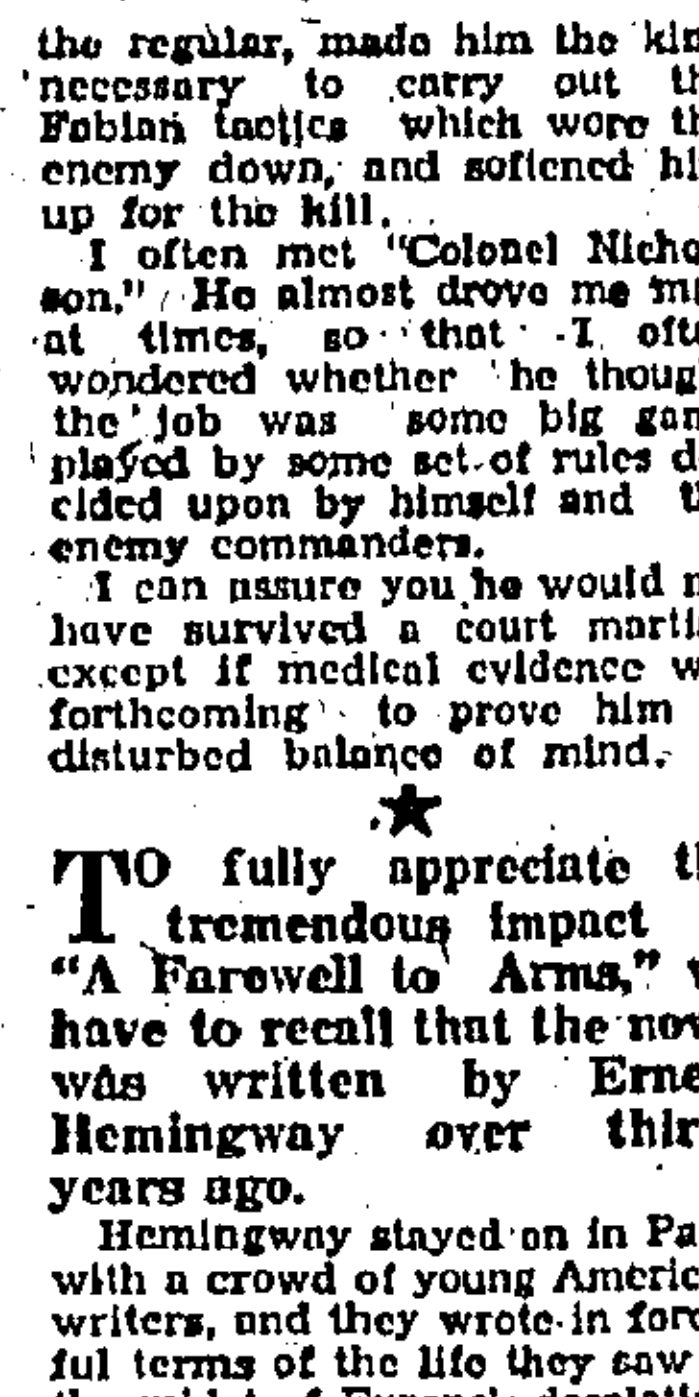 the regular, made him the kin
necessary to carry out th
Fabian tactics which wore th
enemy down, and softened hi
up for the kill.
I often met "Colonel Nicho
son." He almost drove me m
at times, so that I ofte
wondered whether he thoug
the job was some big gam
played by some set of rules de
cided upon by himself and th
enemy commanders.
I can assure you he would n
have survived a court martia
except if medical evidence w
forthcoming to prove him
disturbed balance of mind.
TO fully appreciate th
tremendous impact
"A Farewell to Arms," w
have to recall that the nov
was written by Erne
Hemingway over thir
years ago.
Hemingway stayed on in Pa
with a crowd of young Americ
writers, and they wrote in forc
ful terms of the life they saw